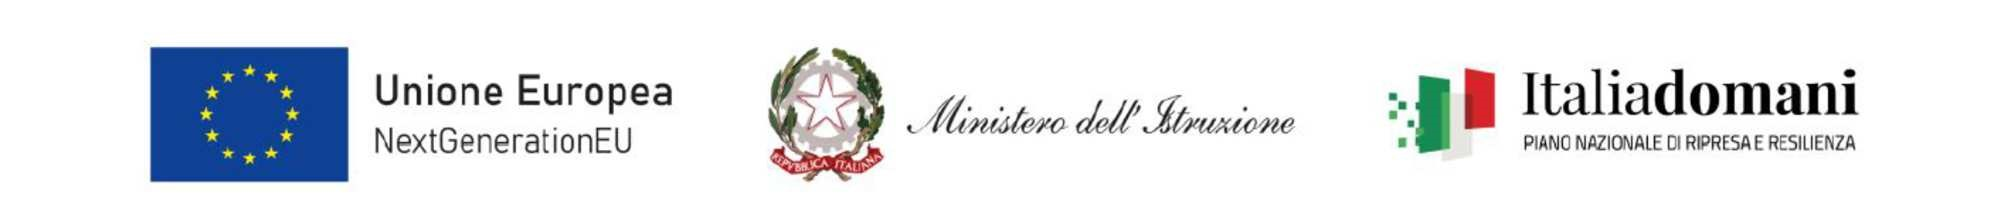 Unione Europea
NextGenerationEU
REPVBBLICA ITALIANA
Ministero dell'Istruzione
Italiadomani
PIANO NAZIONALE DI RIPRESA E RESILIENZA